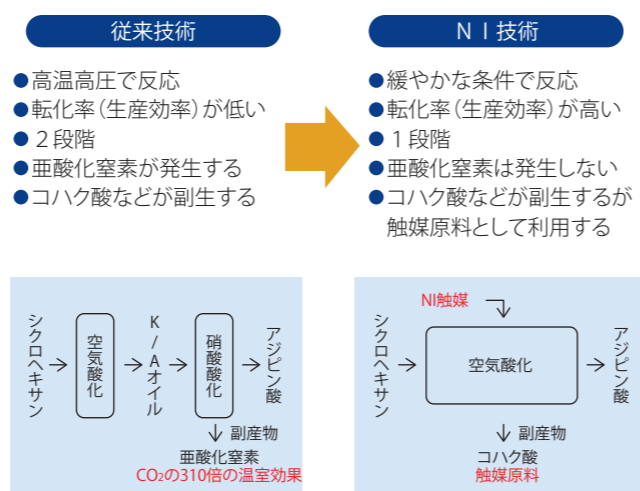 従来技術
●高温高圧で反応
●転化率(生産効率)が低い
●2段階
●亜酸化窒素が発生する
●コハク酸などが副生する
NI技術
●緩やかな条件で反応
●転化率(生産効率)が高い
●1段階
●亜酸化窒素は発生しない
●コハク酸などが副生するが
触媒原料として利用する
シクロヘキサン
空気酸化
K/Aオイル
硝酸酸化
アジピン酸
副産物
亜酸化窒素
CO₂の310倍の温室効果
NI触媒
シクロヘキサン
空気酸化
アジピン酸
副産物
コハク酸
触媒原料